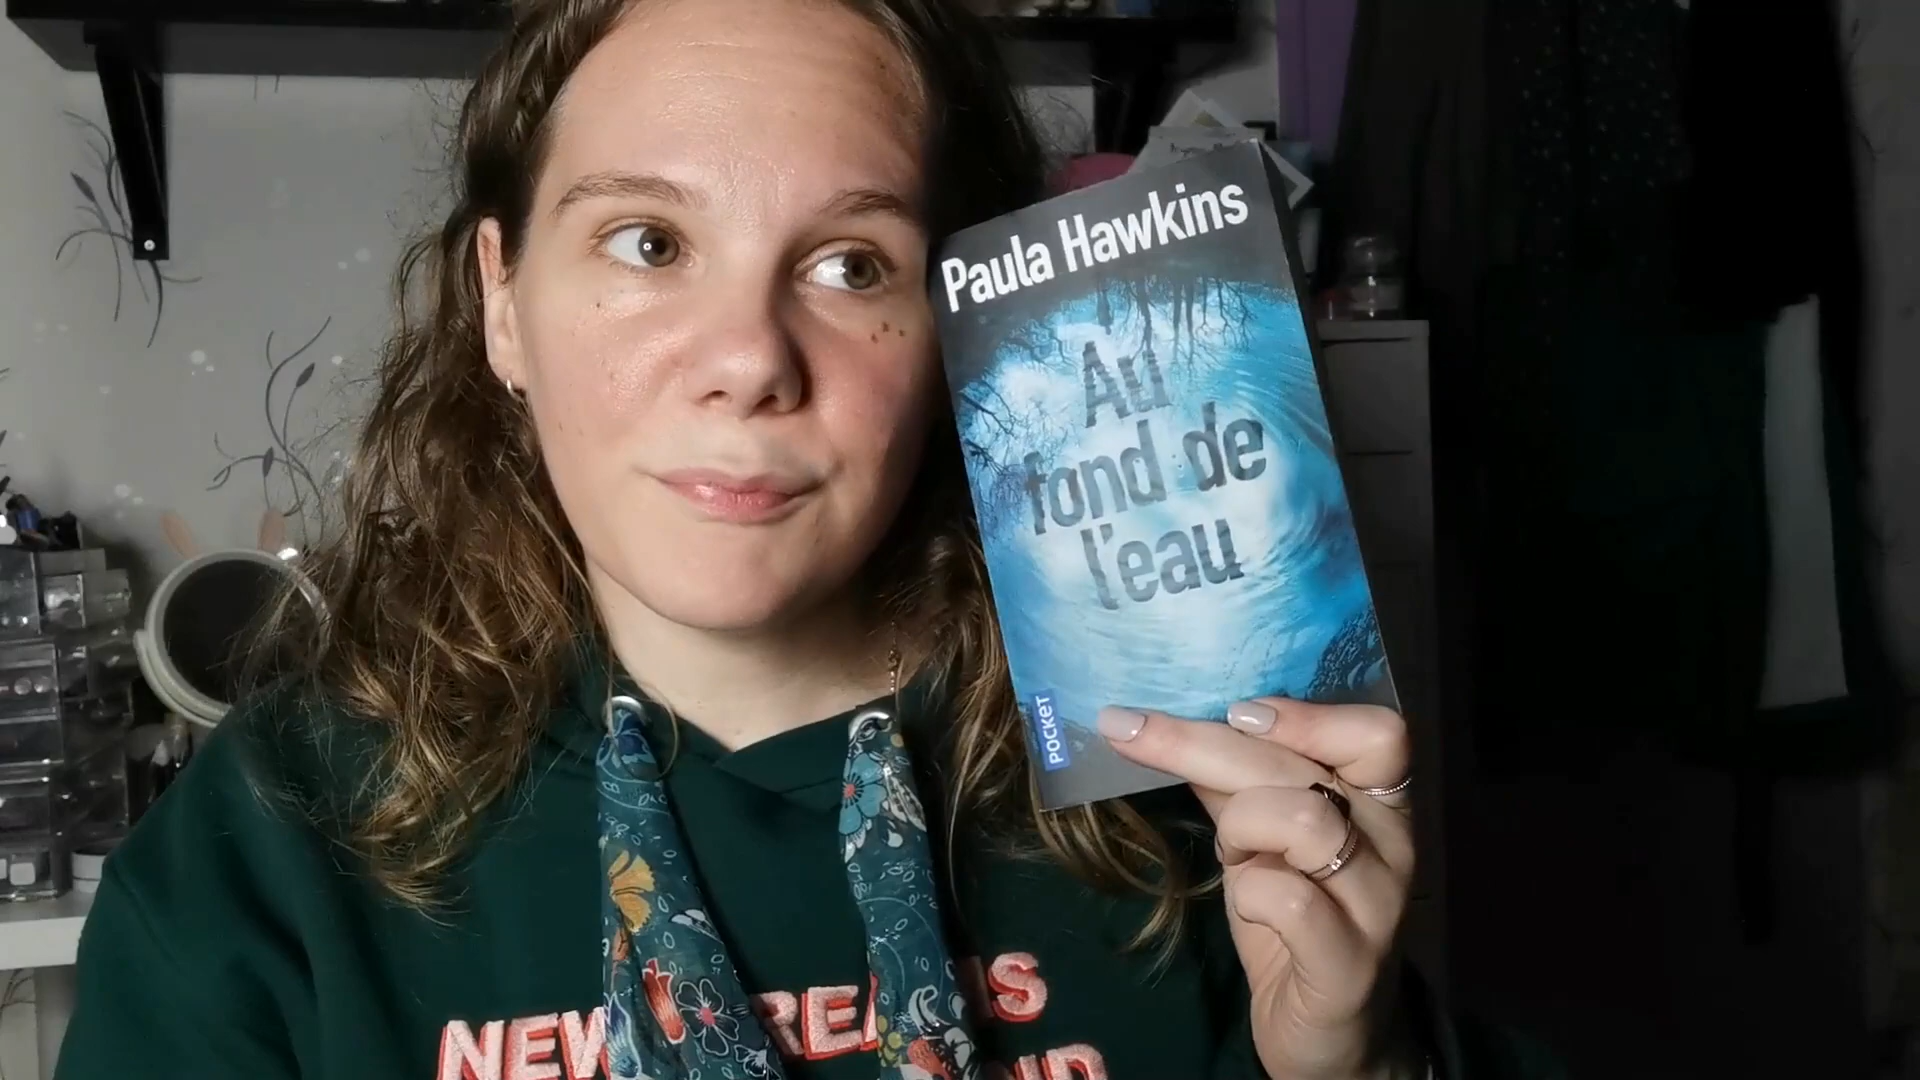 Paula Hawkins
Au
fond de
l'eau
POCKET
NEW